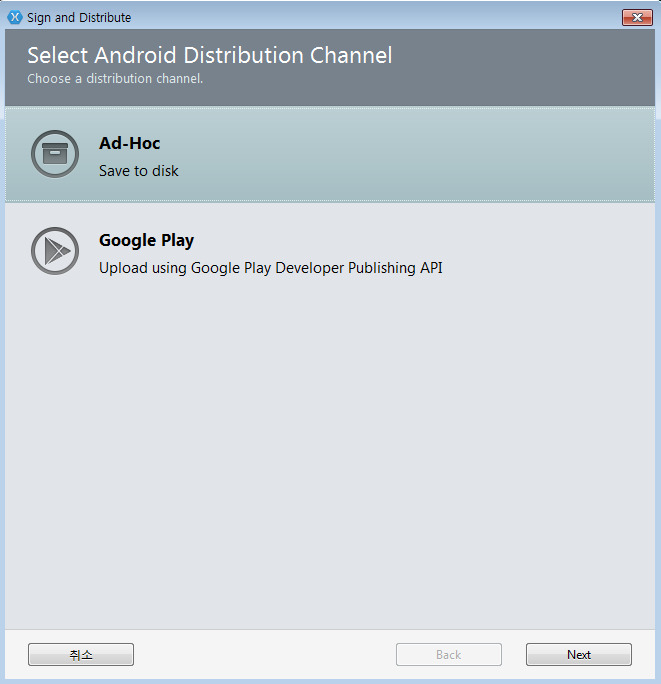 Sign and Distribute
Select Android Distribution Channel
Choose a distribution channel.
Ad-Hoc
Save to disk
Google Play
Upload using Google Play Developer Publishing API
취소
Back
Next